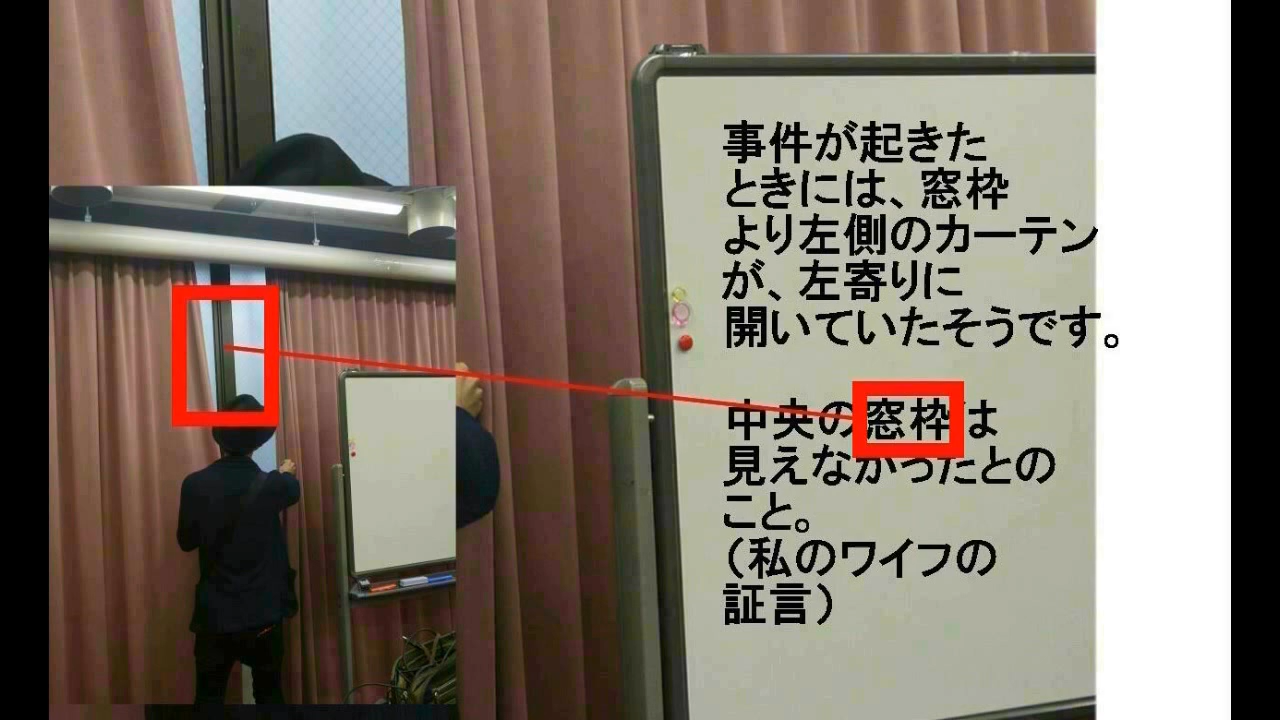 事件が起きた
ときには、窓枠
より左側のカーテン
が、左寄りに
開いていたそうです。
中央の窓枠は
見えなかったとの
こと。
（私のワイフの
証言）